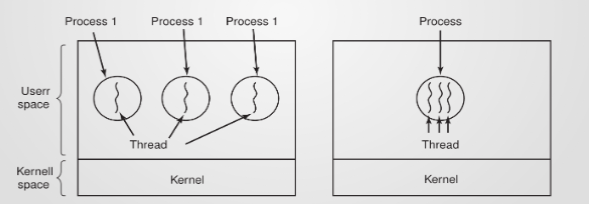 Process 1 Process 1 Process 1 Process
Userr
space
Thread Thread
Kernell
space
Kernel Kernel